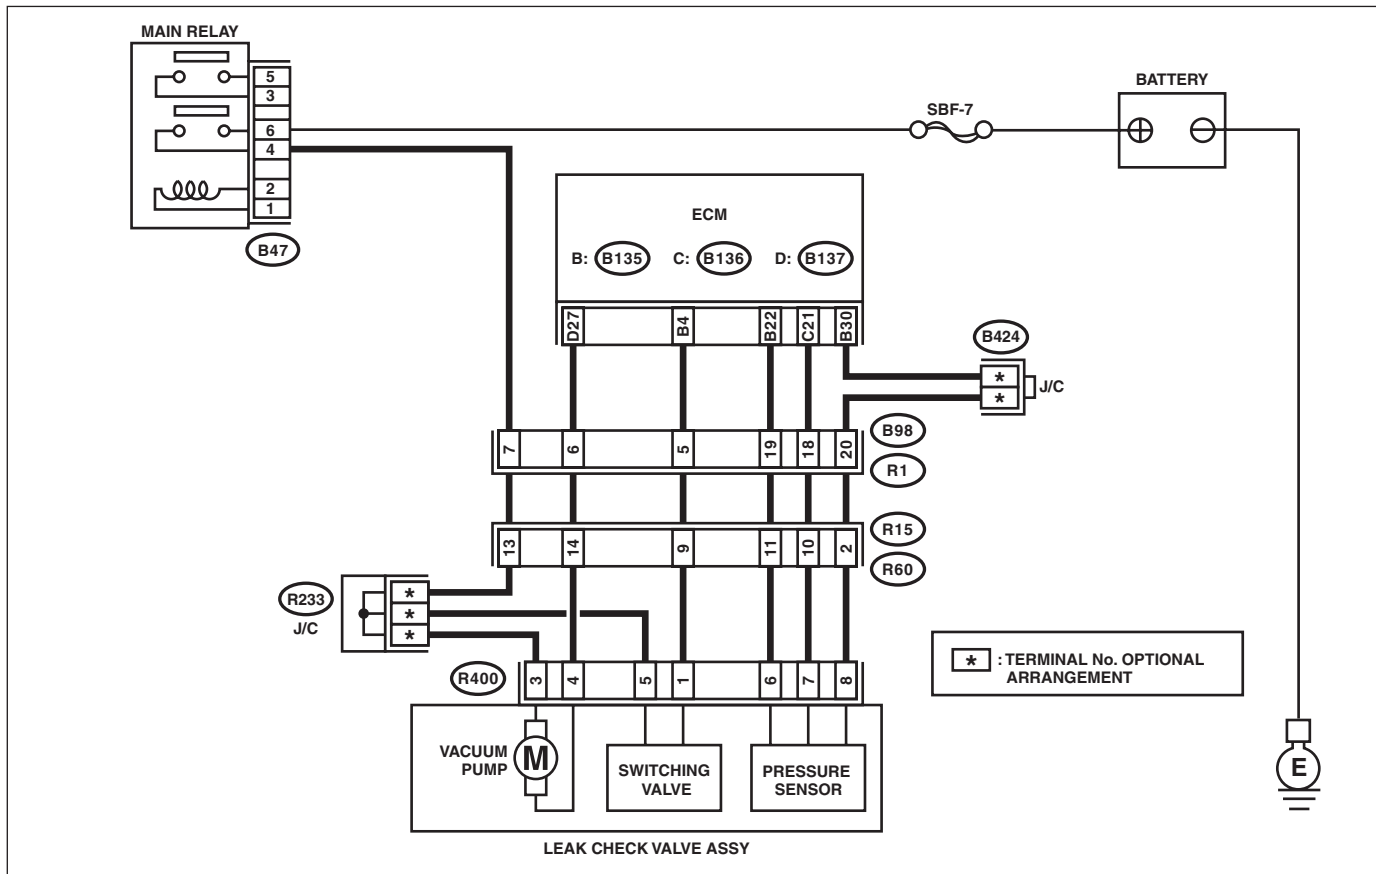 MAIN RELAY
5
3
6
4
2
1
B47
SBF-7
BATTERY
ECM
B: B135 C: B136 D: B137
D27 B4 B22 C21 B30
B424
*
*
J/C
7 6 5 19 18 20
B98
R1
13 14 9 11 10 2
R15
R60
R233
J/C
*
*
*
R400
3 4 5 1 6 7 8
VACUUM
PUMP
M
SWITCHING
VALVE
PRESSURE
SENSOR
LEAK CHECK VALVE ASSY
* : TERMINAL No. OPTIONAL
ARRANGEMENT
E